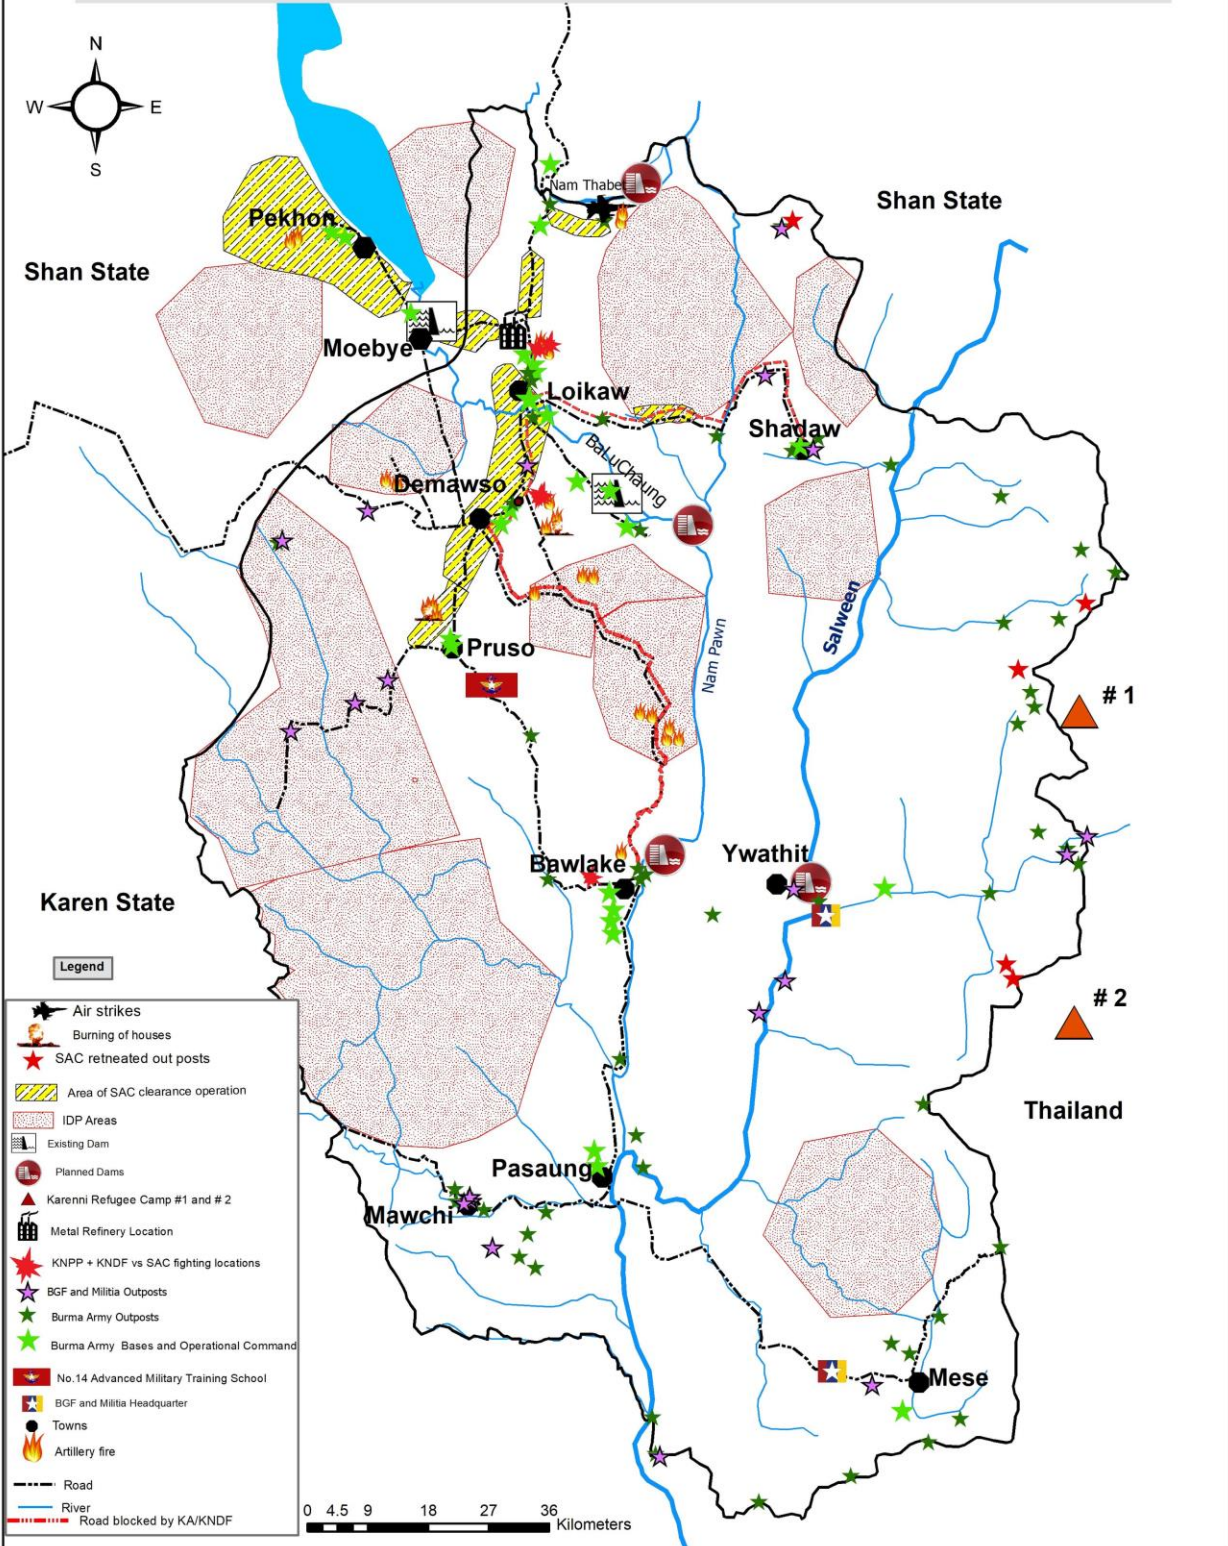 N
W E
S
Nam Thabet
Shan State
Pekhon
Shan State
Moebye
Loikaw
Shadaw
BaLuChaung
Demawso
Salween
Nam Pawn
Pruso
# 1
Ywathit
Bawlake
Karen State
# 2
Thailand
Pasaung
Mawchi
Mese
Legend
Air strikes
Burning of houses
SAC retneated out posts
Area of SAC clearance operation
IDP Areas
Existing Dam
Planned Dams
Karenni Refugee Camp #1 and # 2
Metal Refinery Location
KNPP + KNDF vs SAC fighting locations
BGF and Militia Outposts
Burma Army Outposts
Burma Army Bases and Operational Command
No.14 Advanced Military Training School
BGF and Militia Headquarter
Towns
Artillery fire
Road
River
Road blocked by KA/KNDF
0 4.5 9 18 27 36
Kilometers